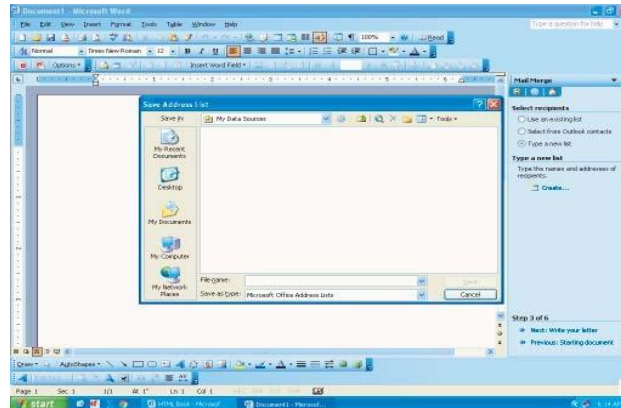 Document1 - Microsoft Word
File Edit View Insert Format Tools Table Window Help
Type a question for help
100%
Read
Normal Times New Roman 12 B I U
Options Insert Word Field
Mail Merge
Select recipients
Use an existing list
Select from Outlook contacts
Type a new list
Type a new list
Type the names and addresses of
recipients.
Create...
Save Address List
Save in: My Data Sources Tools
My Recent
Documents
Desktop
My Documents
My Computer
My Network
Places
File name:
Save
Save as type: Microsoft Office Address Lists
Cancel
Step 3 of 6
Next: Write your letter
Previous: Starting document
Draw AutoShapes
Page 1 Sec 1 1/1 At 1" Ln 1 Col 1
start
HTML Book - Microsof...
Document1 - Microsof...